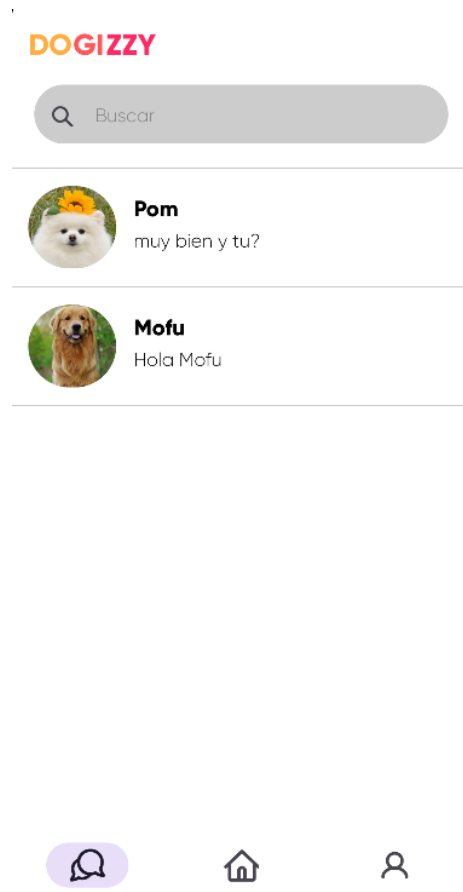 DOGIZZY
Buscar
Pom
muy bien y tu?
Mofu
Hola Mofu